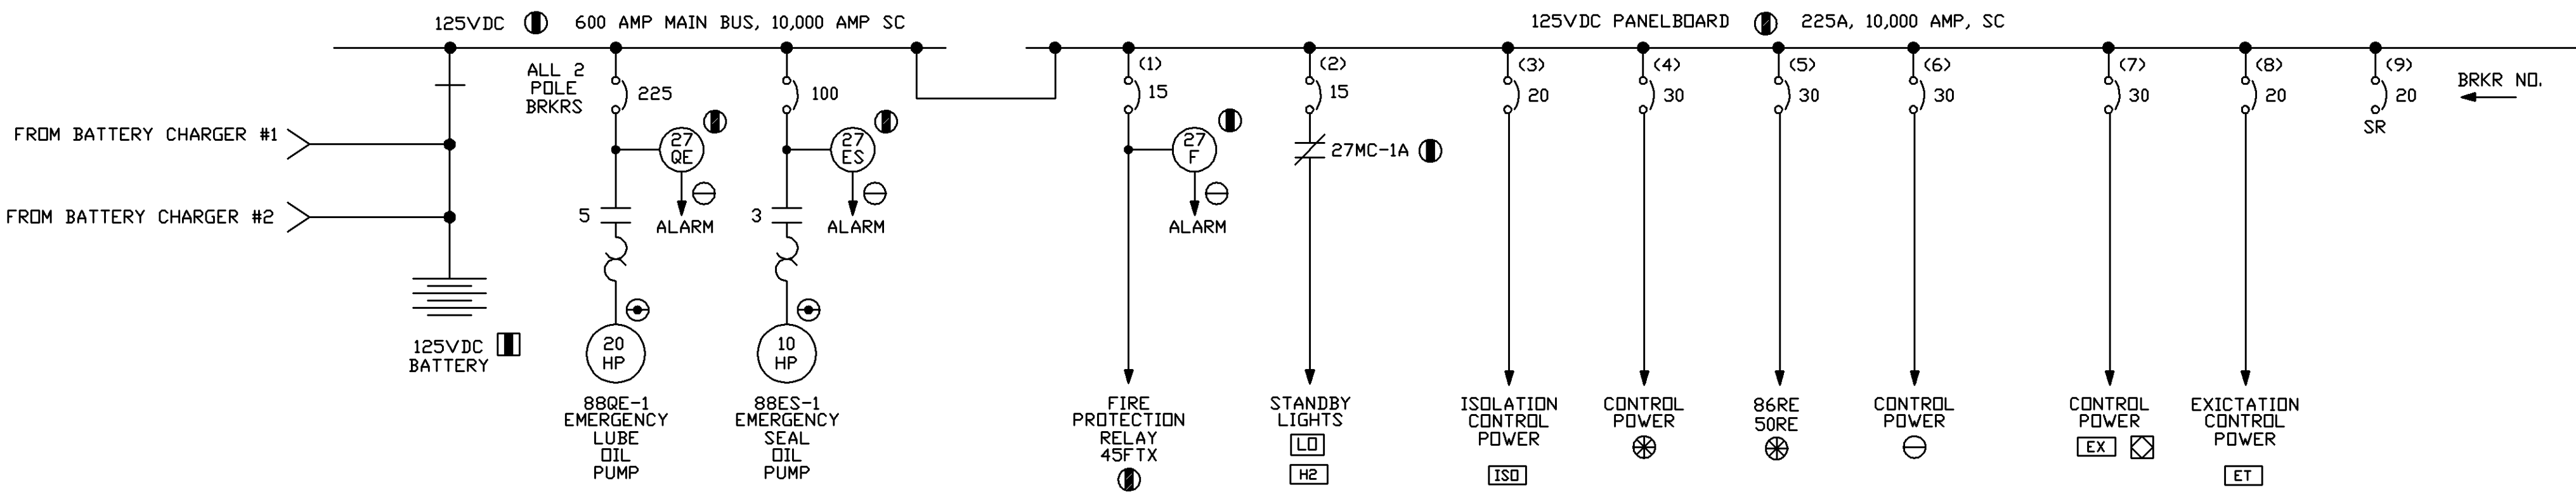 125VDC 600 AMP MAIN BUS, 10,000 AMP SC
125VDC PANELBOARD 225A, 10,000 AMP, SC
ALL 2
POLE
BRKRS
225
100
(1)
15
(2)
15
(3)
20
(4)
30
(5)
30
(6)
30
(7)
30
(8)
20
(9)
20
SR
BRKR NO.
FROM BATTERY CHARGER #1
FROM BATTERY CHARGER #2
27
QE
ALARM
27
ES
ALARM
27
F
ALARM
27MC-1A
5
3
125VDC
BATTERY
20
HP
10
HP
88QE-1
EMERGENCY
LUBE
OIL
PUMP
88ES-1
EMERGENCY
SEAL
OIL
PUMP
FIRE
PROTECTION
RELAY
45FTX
STANDBY
LIGHTS
LO
H2
ISOLATION
CONTROL
POWER
ISO
CONTROL
POWER
86RE
50RE
CONTROL
POWER
CONTROL
POWER
EX
EXICTATION
CONTROL
POWER
ET